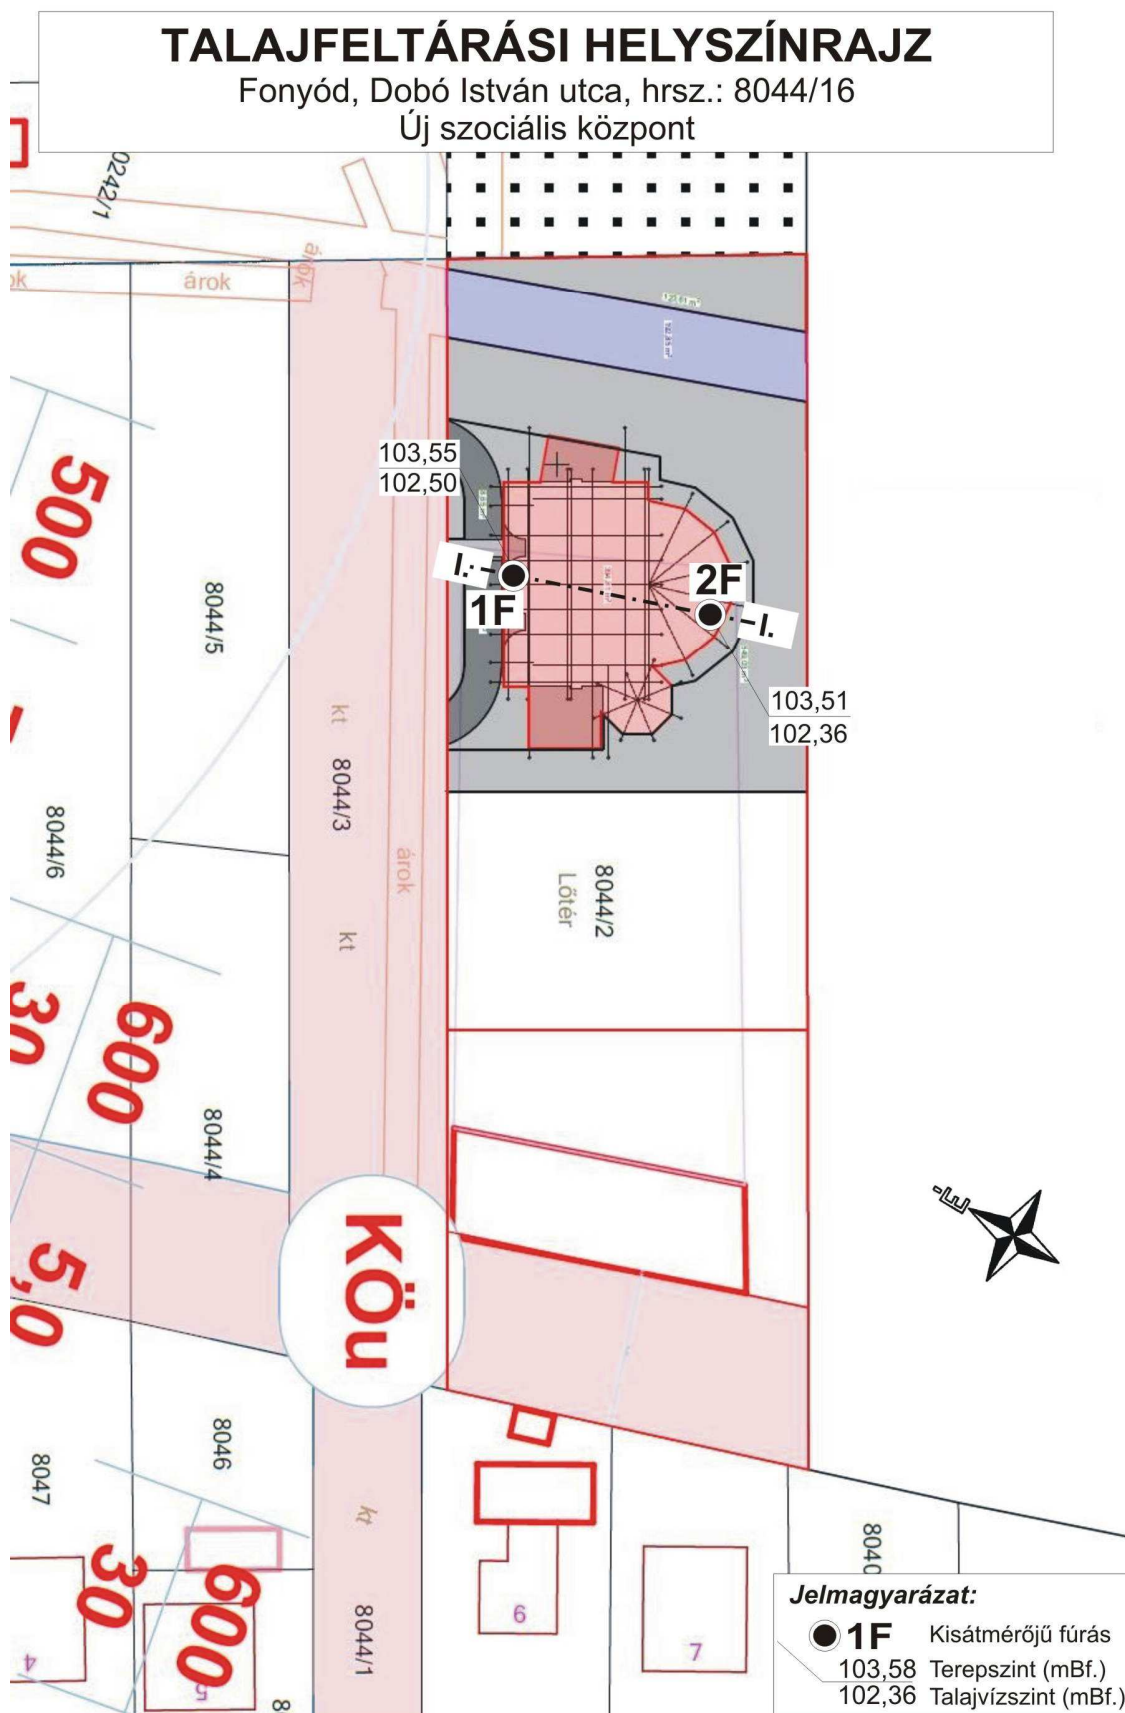 TALAJFELTÁRÁSI HELYSZÍNRAJZ
Fonyód, Dobó István utca, hrsz.: 8044/16
Új szociális központ
0242/1
árok
árok
500
8044/5
103,55
102,50
I.
1F
2F
I.
103,51
102,36
kt
8044/3
8044/6
árok
kt
8044/2
Lőtér
30
600
8044/4
É
5,0
KÖu
8046
8047
kt
8040
30
600
6
7
4
5
8044/1
Jelmagyarázat:
1F Kisátmérőjű fúrás
103,58 Terepszint (mBf.)
102,36 Talajvízszint (mBf.)